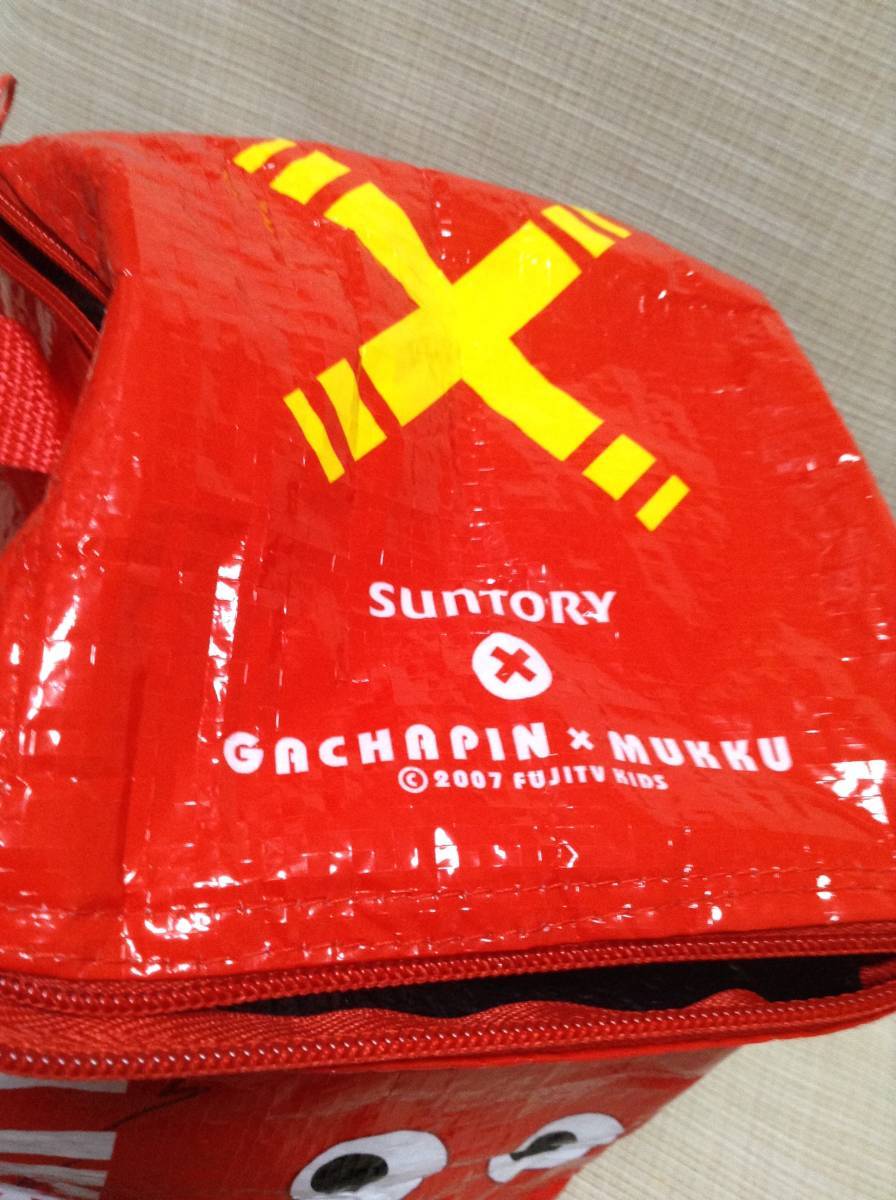 SUNTORY
×
GACHAPIN × MUKKU
© 2007 FUJITV KIDS